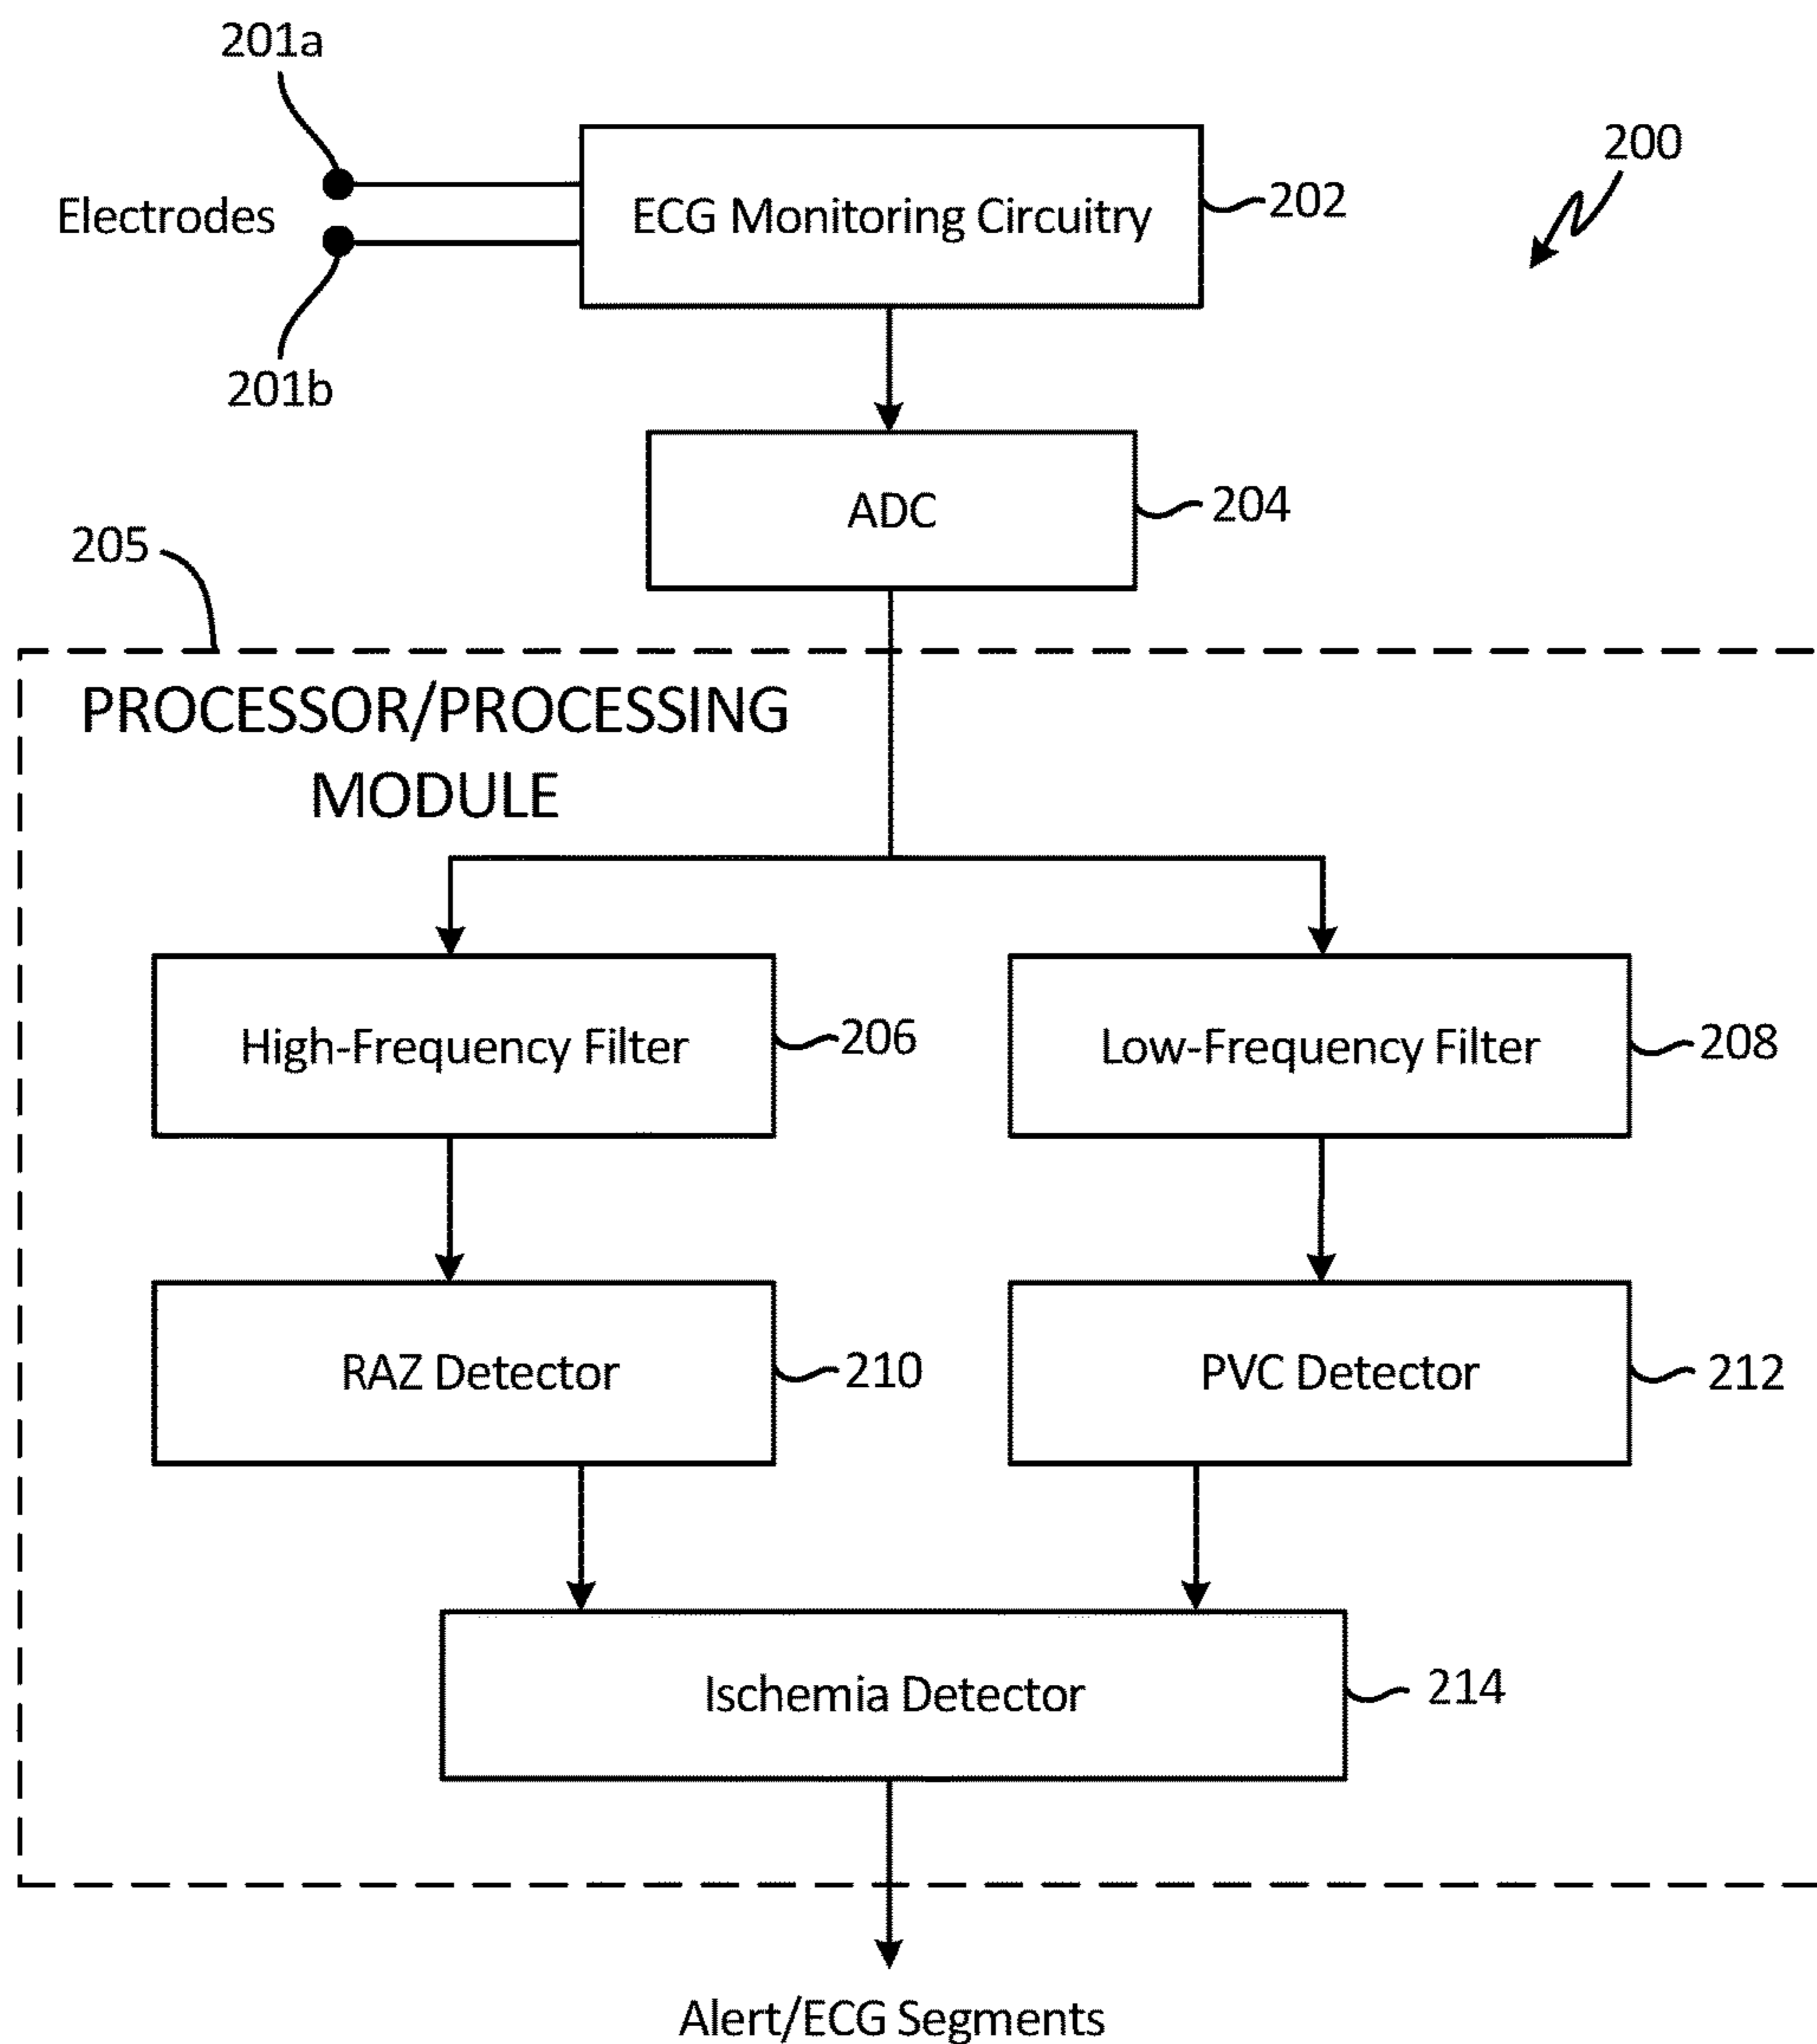 201a
200
Electrodes
ECG Monitoring Circuitry
202
201b
ADC
204
205
PROCESSOR/PROCESSING
MODULE
High-Frequency Filter
206
Low-Frequency Filter
208
RAZ Detector
210
PVC Detector
212
Ischemia Detector
214
Alert/ECG Segments